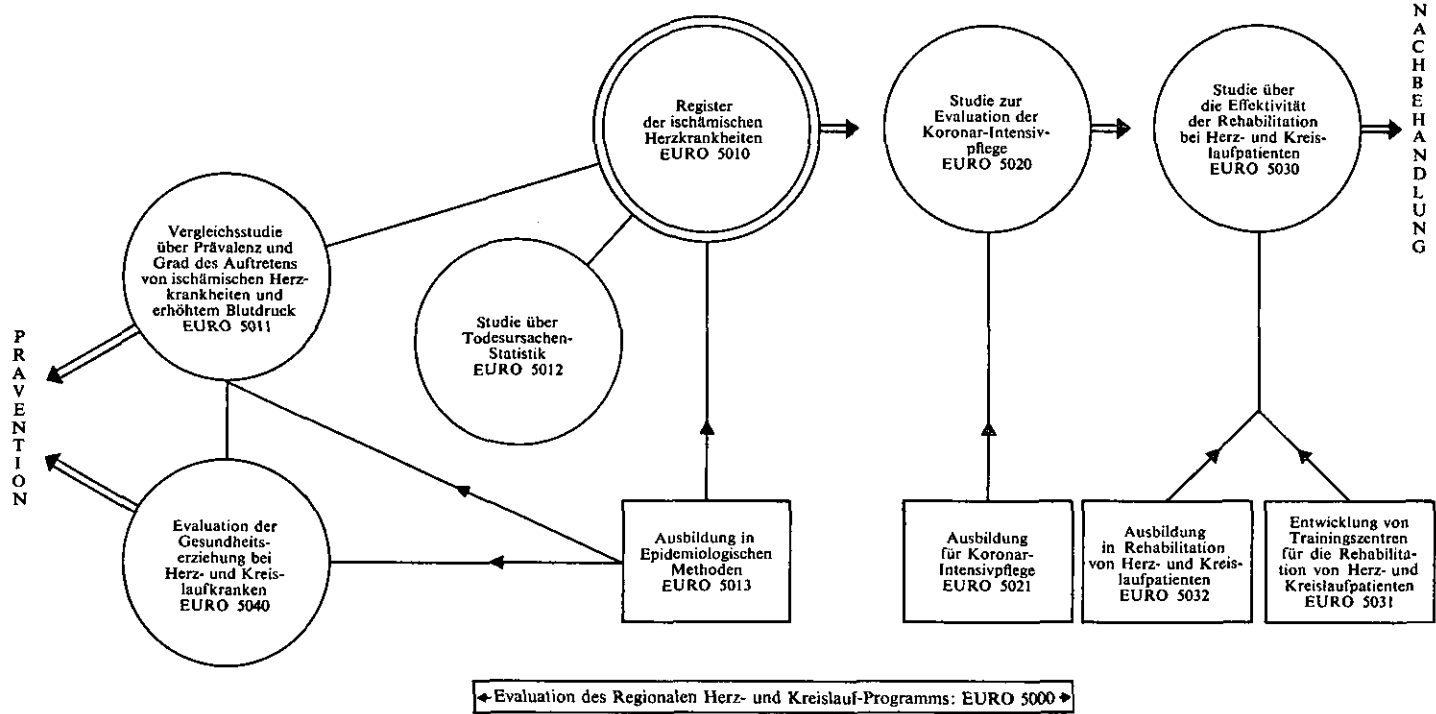 Register
der ischämischen
Herzkrankheiten
EURO 5010
Studie zur
Evaluation der
Koronar-Intensiv-
pflege
EURO 5020
Studie über
die Effektivität
der Rehabilitation
bei Herz- und Kreis-
laufpatienten
EURO 5030
NACHBEHANDLUNG
Vergleichsstudie
über Prävalenz und
Grad des Auftretens
von ischämischen Herz-
krankheiten und
erhöhtem Blutdruck
EURO 5011
Studie über
Todesursachen-
Statistik
EURO 5012
PRAVENTION
Evaluation der
Gesundheits-
erziehung bei
Herz- und Kreis-
laufkranken
EURO 5040
Ausbildung in
Epidemiologischen
Methoden
EURO 5013
Ausbildung
für Koronar-
Intensivpflege
EURO 5021
Ausbildung
in Rehabilitation
von Herz- und Kreis-
laufpatienten
EURO 5032
Entwicklung von
Trainingszentren
für die Rehabilita-
tion von Herz- und
Kreislaufpatienten
EURO 5031
Evaluation des Regionalen Herz- und Kreislauf-Programms: EURO 5000